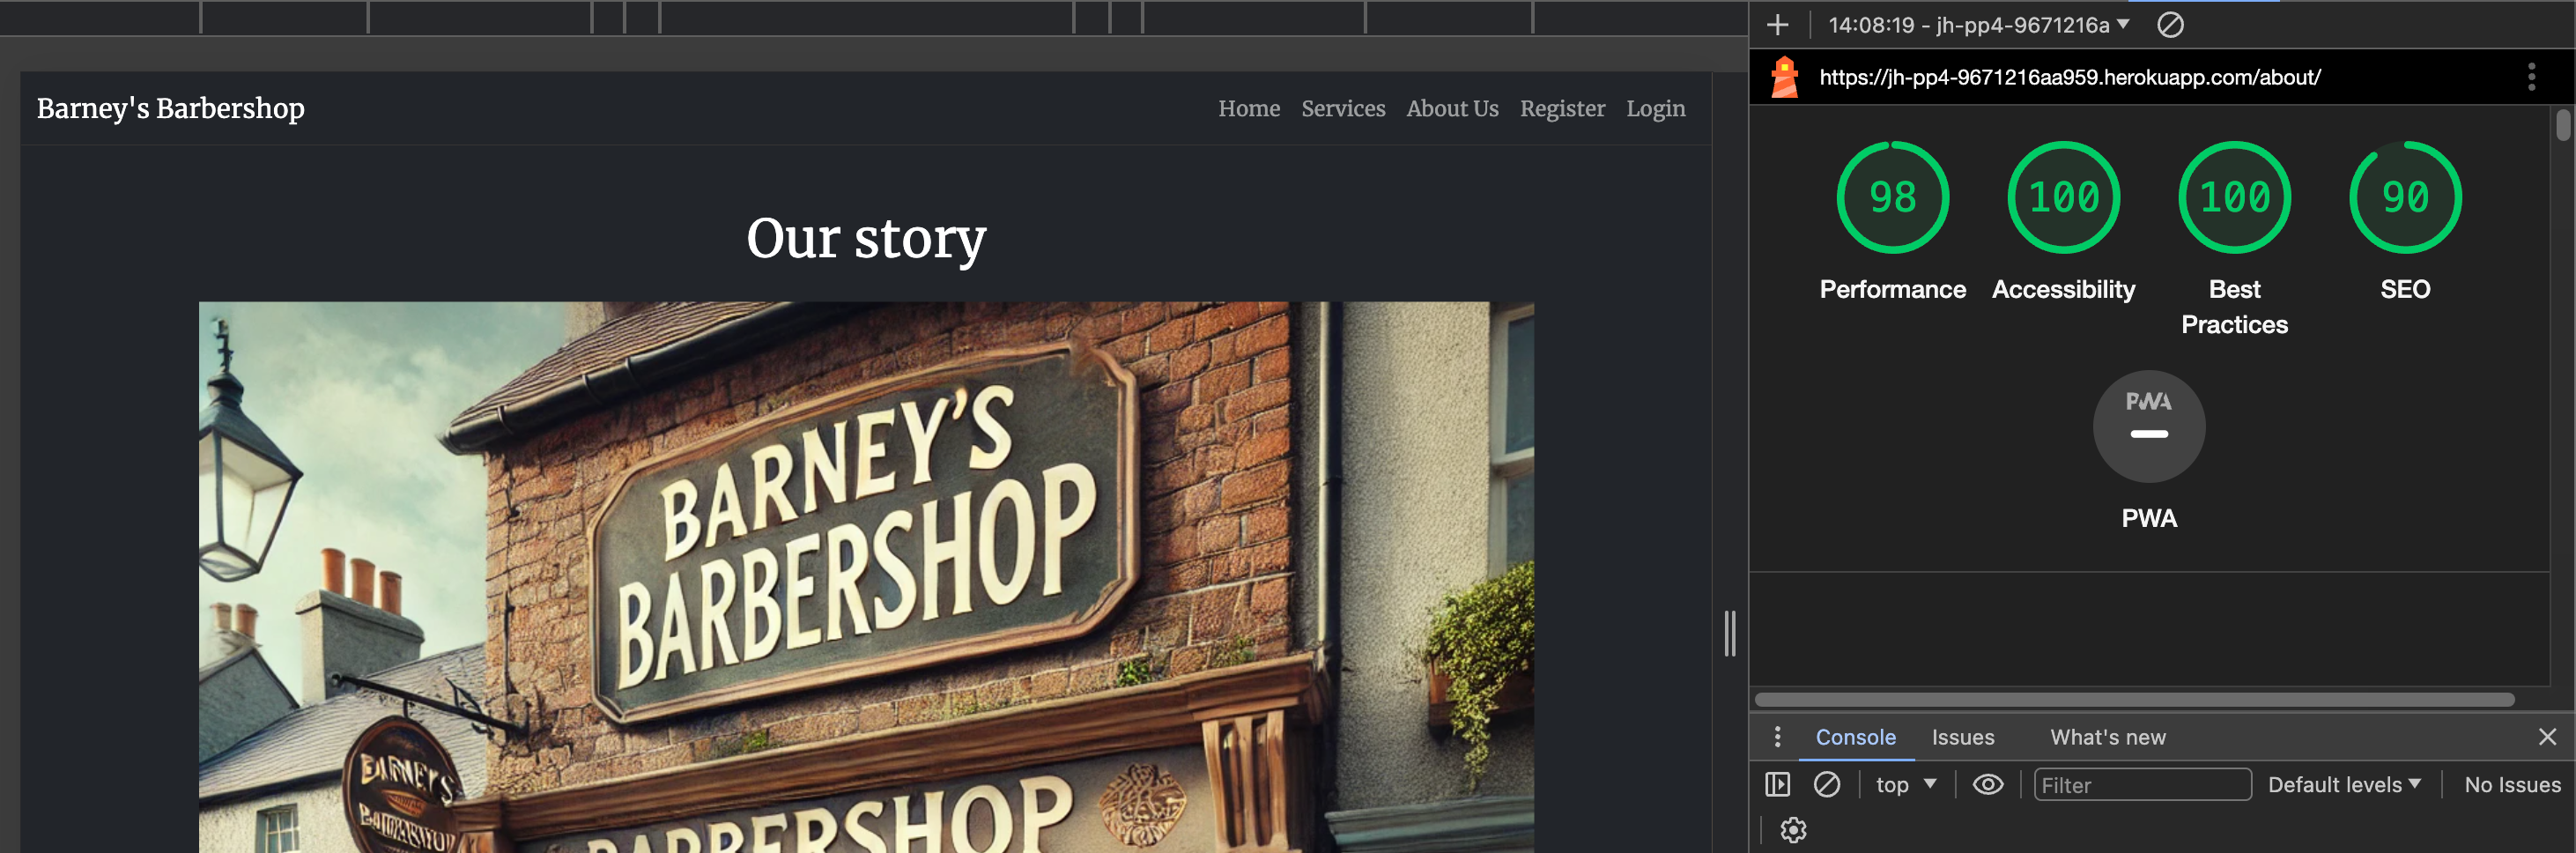 Barney's Barbershop
Home Services About Us Register Login
Our story
BARNEY'S
BARBERSHOP
BARNEYS
BARBERSHOP
14:08:19 - jh-pp4-9671216a
https://jh-pp4-9671216aa959.herokuapp.com/about/
98 100 100 90
Performance Accessibility Best Practices SEO
PWA
PWA
Console Issues What's new
top Filter Default levels No Issues